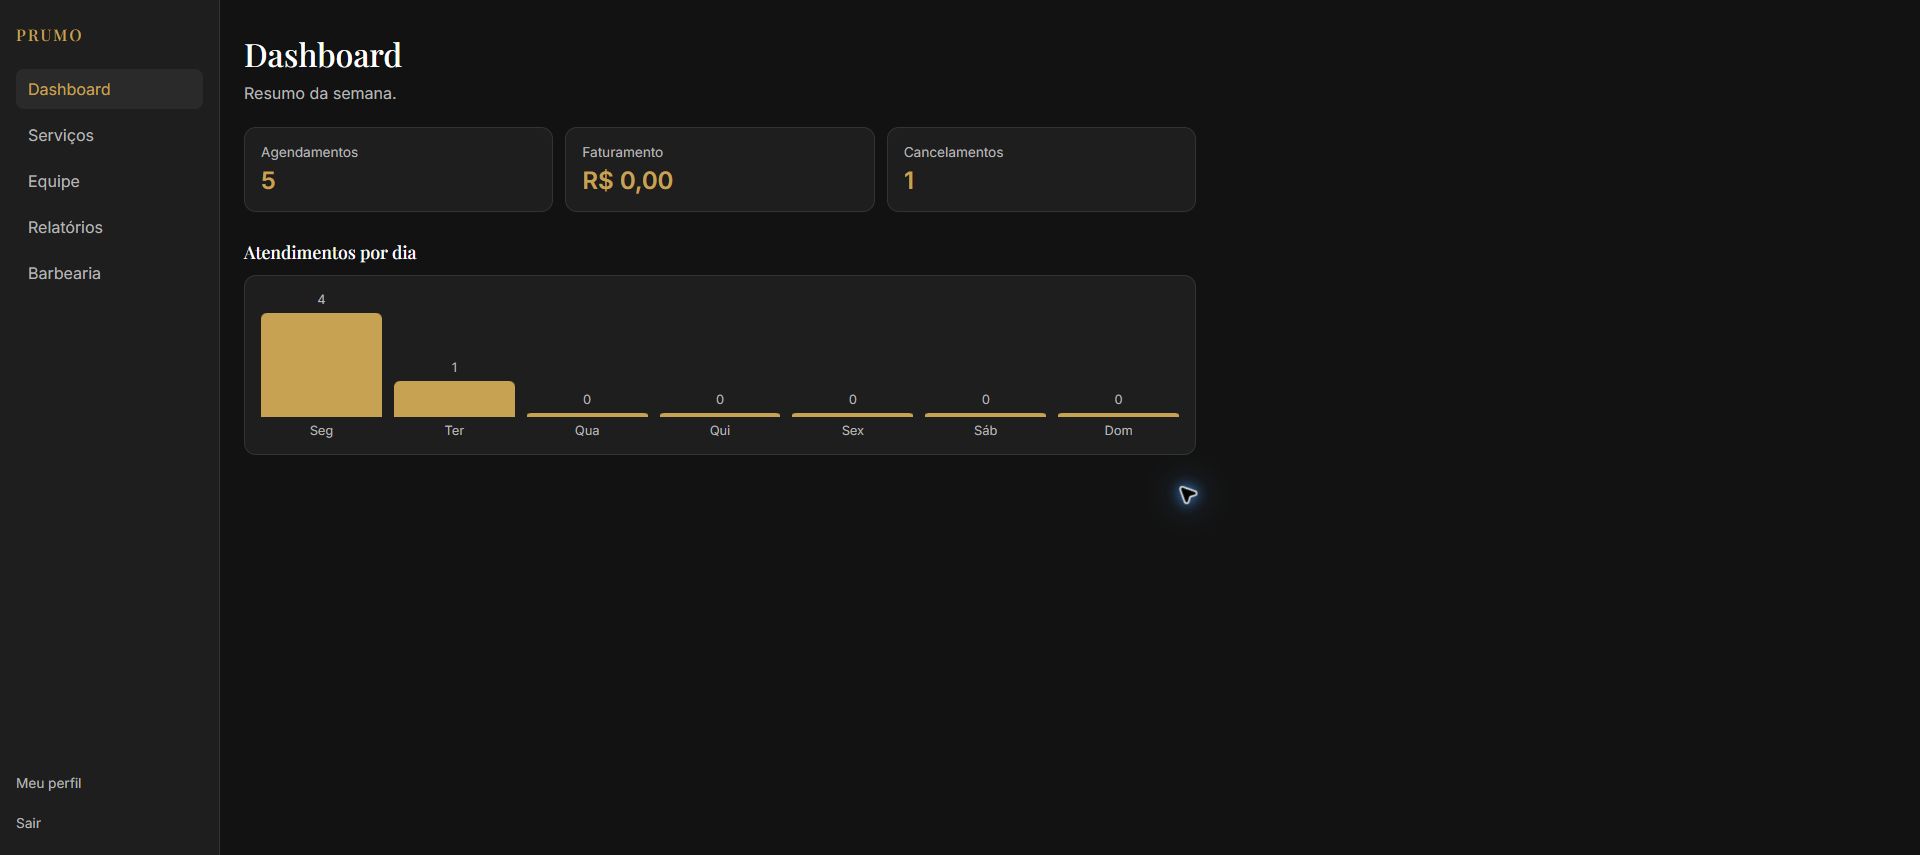 PRUMO
Dashboard
Serviços
Equipe
Relatórios
Barbearia
Meu perfil
Sair
Dashboard
Resumo da semana.
Agendamentos
5
Faturamento
R$ 0,00
Cancelamentos
1
Atendimentos por dia
4
1
0
0
0
0
0
Seg
Ter
Qua
Qui
Sex
Sáb
Dom